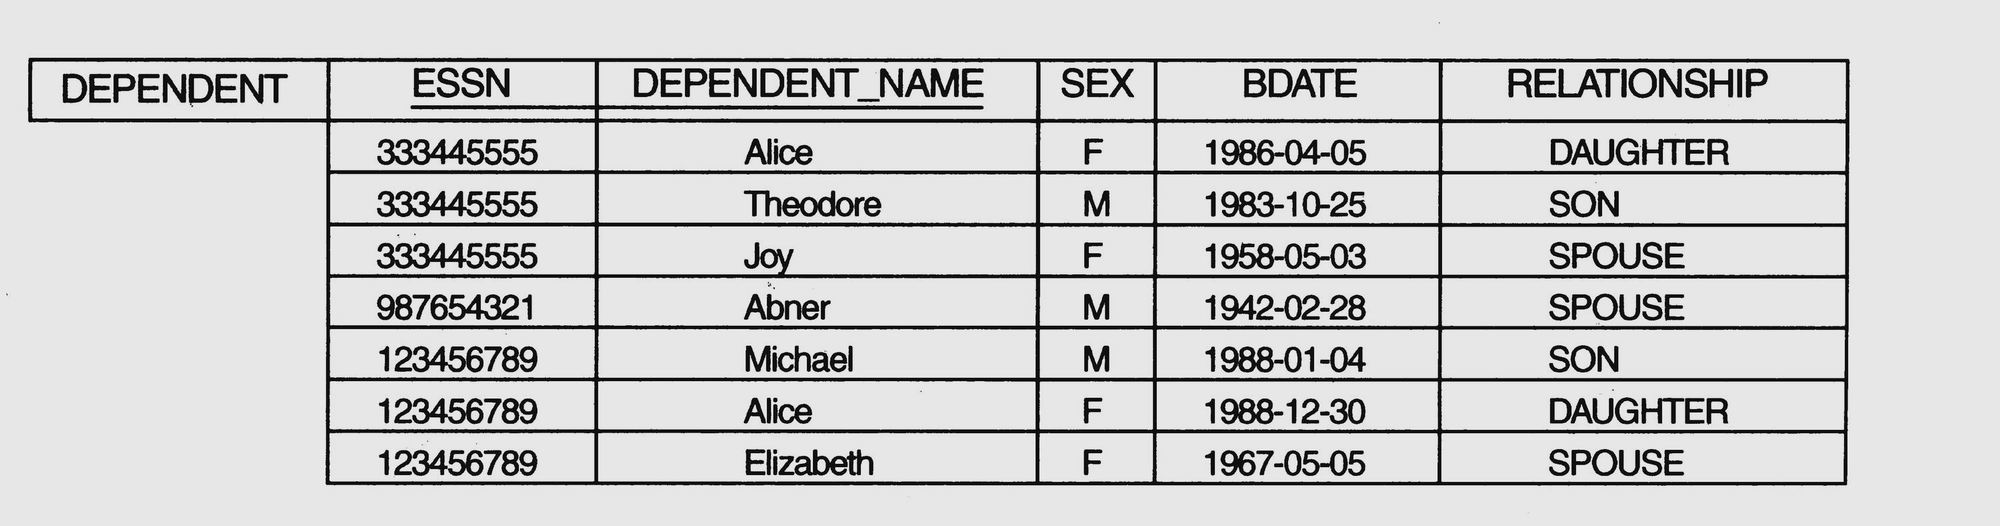 DEPENDENT ESSN DEPENDENT_NAME SEX BDATE RELATIONSHIP
333445555 Alice F 1986-04-05 DAUGHTER
333445555 Theodore M 1983-10-25 SON
333445555 Joy F 1958-05-03 SPOUSE
987654321 Abner M 1942-02-28 SPOUSE
123456789 Michael M 1988-01-04 SON
123456789 Alice F 1988-12-30 DAUGHTER
123456789 Elizabeth F 1967-05-05 SPOUSE